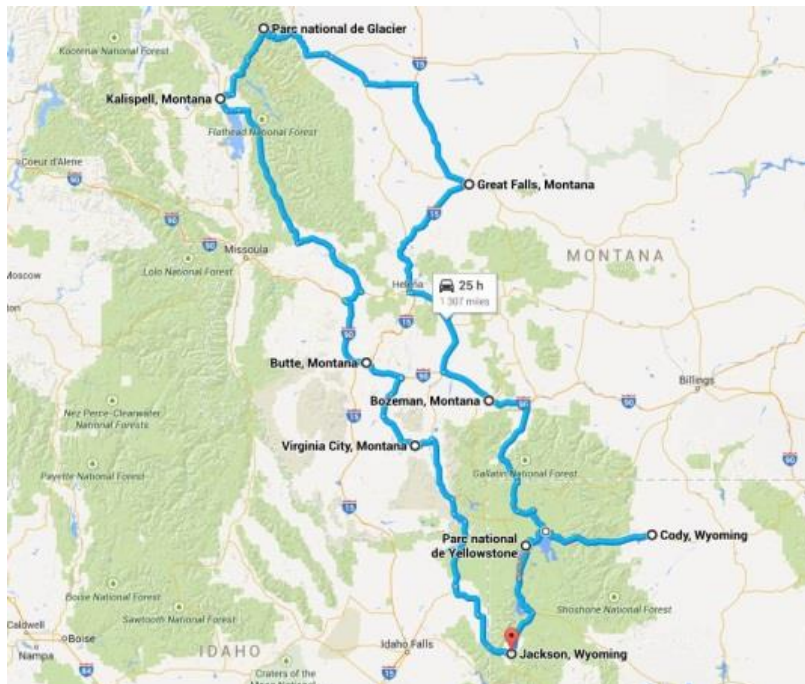 Parc national de Glacier
Kootenai National Forest
15
Kalispell, Montana
Flathead National Forest
Coeur d'Alene
90
Great Falls, Montana
90
15
MONTANA
Missoula
Moscow
Lolo National Forest
Helena
25 h
1 307 miles
90
15
Butte, Montana
90
Billings
Bozeman, Montana
90
Nez Perce-Clearwater
National Forests
15
Virginia City, Montana
90
Gallatin National Forest
Payette National Forest
15
Parc national
de Yellowstone
Cody, Wyoming
Boise National Forest
Sawtooth National Forest
Shoshone National Forest
Caldwell
Boise
Nampa
84
IDAHO
Idaho Falls
Jackson, Wyoming
Craters of the